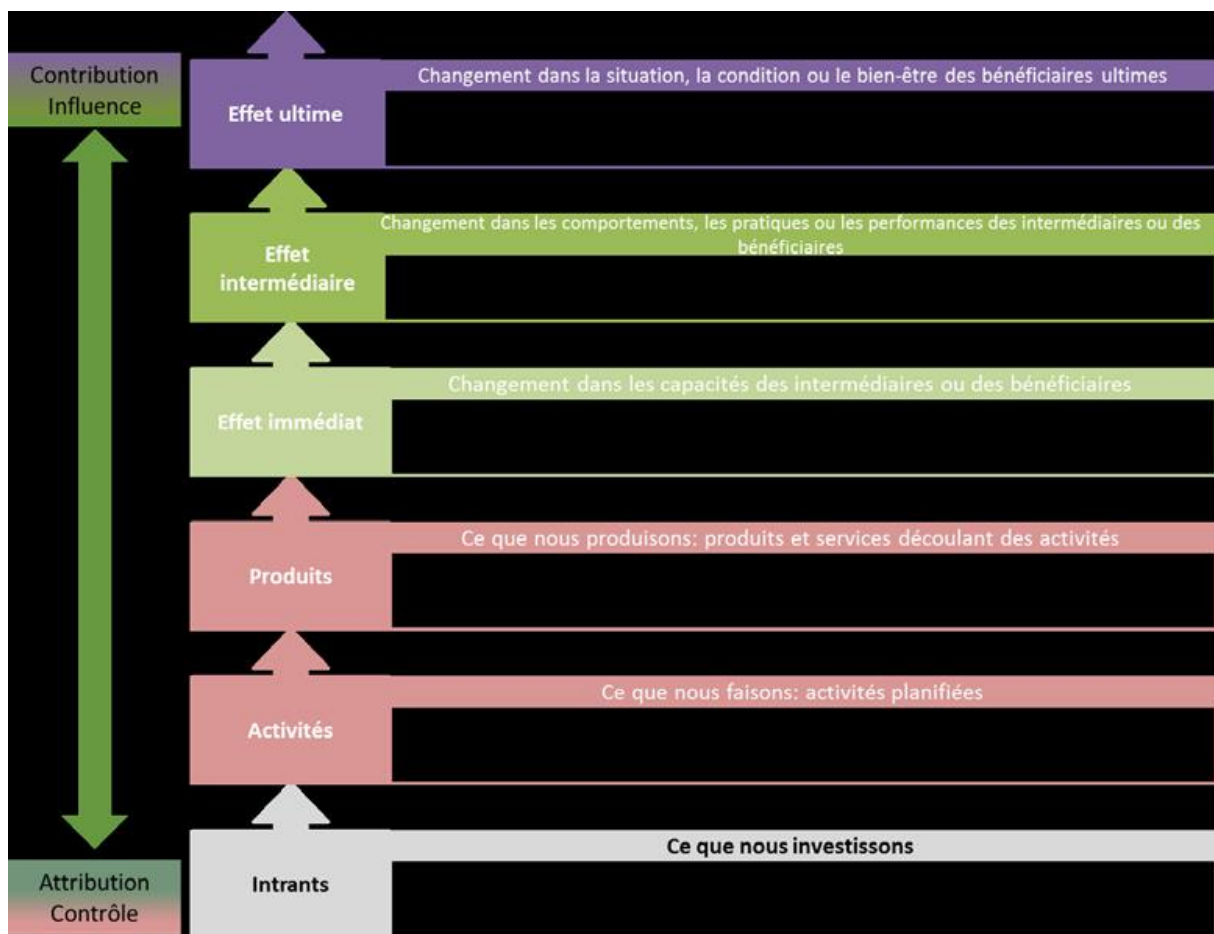 Contribution
Influence
Changement dans la situation, la condition ou le bien-être des bénéficiaires ultimes
Effet ultime
Changement dans les comportements, les pratiques ou les performances des intermédiaires ou des
bénéficiaires
Effet
intermédiaire
Changement dans les capacités des intermédiaires ou des bénéficiaires
Effet immédiat
Ce que nous produisons: produits et services découlant des activités
Produits
Ce que nous faisons: activités planifiées
Activités
Ce que nous investissons
Intrants
Attribution
Contrôle